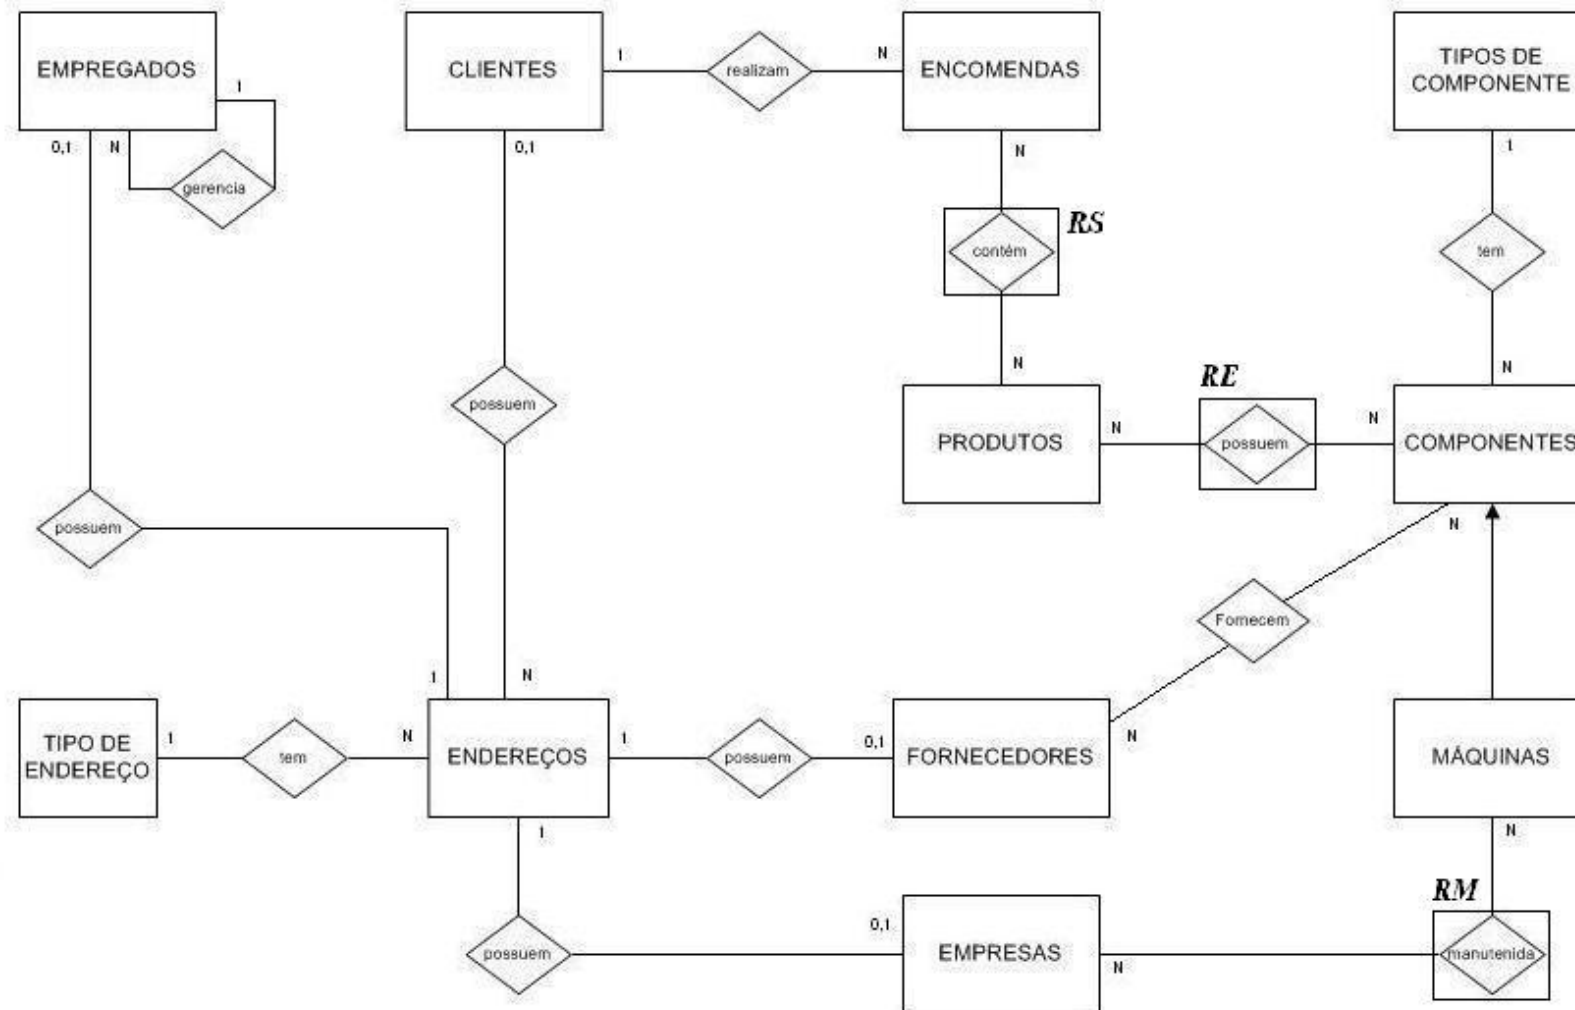 EMPREGADOS
1
0,1
N
gerencia
CLIENTES
1
realizam
N
ENCOMENDAS
0,1
N
contém
RS
N
TIPOS DE
COMPONENTE
1
tem
N
possuem
PRODUTOS
N
RE
possuem
N
COMPONENTES
N
possuem
Fornecem
1
N
TIPO DE
ENDEREÇO
1
tem
N
ENDEREÇOS
1
possuem
0,1
FORNECEDORES
N
MÁQUINAS
1
N
possuem
0,1
EMPRESAS
N
RM
manutenida